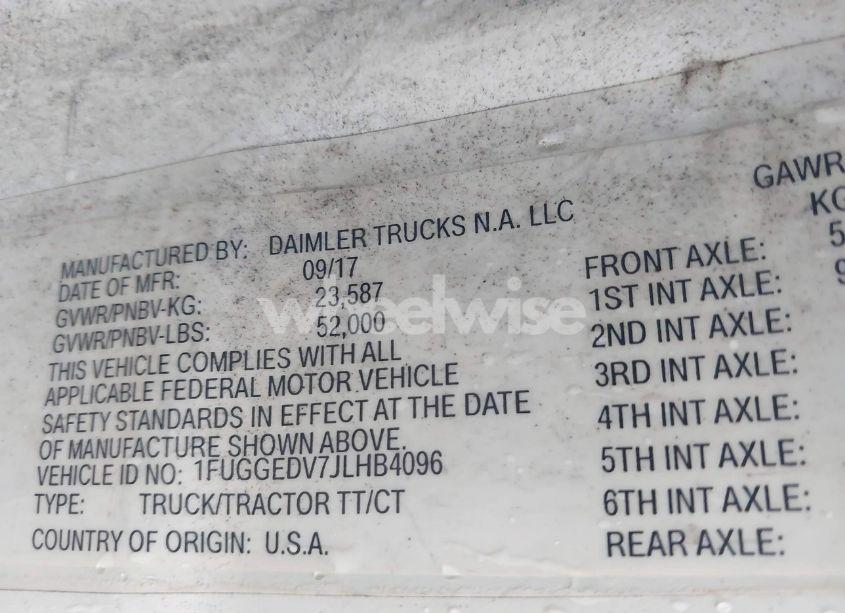 MANUFACTURED BY: DAIMLER TRUCKS N.A. LLC
DATE OF MFR: 09/17
GVWR/PNBV-KG: 23,587
GVWR/PNBV-LBS: 52,000
THIS VEHICLE COMPLIES WITH ALL
APPLICABLE FEDERAL MOTOR VEHICLE
SAFETY STANDARDS IN EFFECT AT THE DATE
OF MANUFACTURE SHOWN ABOVE.
VEHICLE ID NO: 1FUGGEDV7JLHB4096
TYPE: TRUCK/TRACTOR TT/CT
COUNTRY OF ORIGIN: U.S.A.
GAWR
KG
FRONT AXLE: 5
1ST INT AXLE: 9
2ND INT AXLE:
3RD INT AXLE:
4TH INT AXLE:
5TH INT AXLE:
6TH INT AXLE:
REAR AXLE:
wheelwise